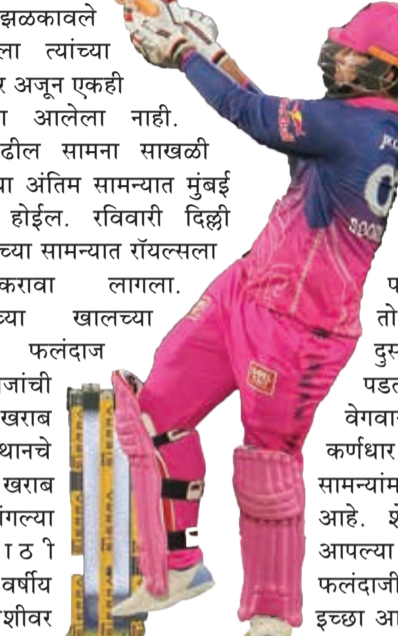 झळकावले
ला त्यांच्या
र अजून एकही
ा आलेला नाही.
ढील सामना साखळी
या अंतिम सामन्यात मुंबई
होईल. रविवारी दिल्ली
च्या सामन्यात रॉयल्सला
करावा लागला.
च्या खालच्या
फलंदाज
जांची
खराब
थानचे
खराब
ंगल्या
ा ठी
वर्षीय
शीवर
प
तो
दुस
पडत
वेगवा
कर्णधार
सामन्यांम
आहे. शे
आपल्या
फलंदाजी
इच्छा आ